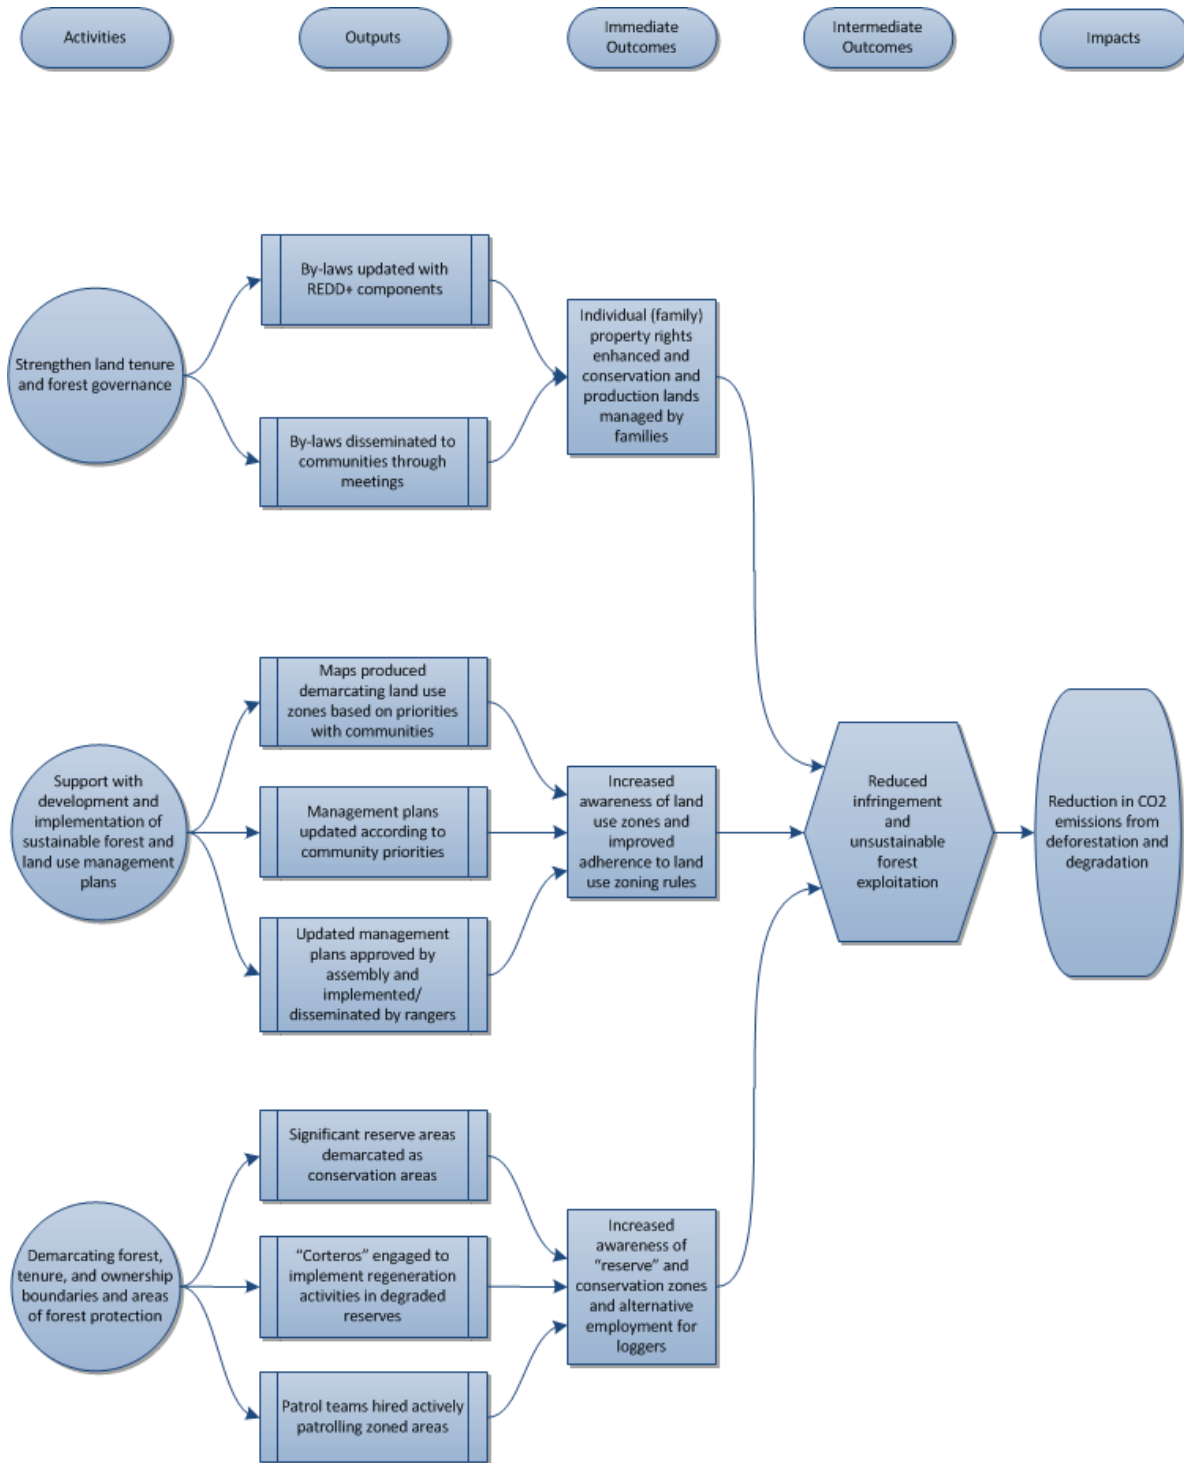 Activities
Outputs
Immediate
Outcomes
Intermediate
Outcomes
Impacts
Strengthen land tenure
and forest governance
By-laws updated with
REDD+ components
By-laws disseminated to
communities through
meetings
Individual (family)
property rights
enhanced and
conservation and
production lands
managed by
families
Support with
development and
implementation of
sustainable forest and
land use management
plans
Maps produced
demarcating land use
zones based on priorities
with communities
Management plans
updated according to
community priorities
Updated management
plans approved by
assembly and
implemented/
disseminated by rangers
Increased
awareness of land
use zones and
improved
adherence to land
use zoning rules
Reduced
infringement
and
unsustainable
forest
exploitation
Reduction in CO2
emissions from
deforestation and
degradation
Demarcating forest,
tenure, and ownership
boundaries and areas
of forest protection
Significant reserve areas
demarcated as
conservation areas
“Corteros” engaged to
implement regeneration
activities in degraded
reserves
Patrol teams hired actively
patrolling zoned areas
Increased
awareness of
“reserve” and
conservation zones
and alternative
employment for
loggers